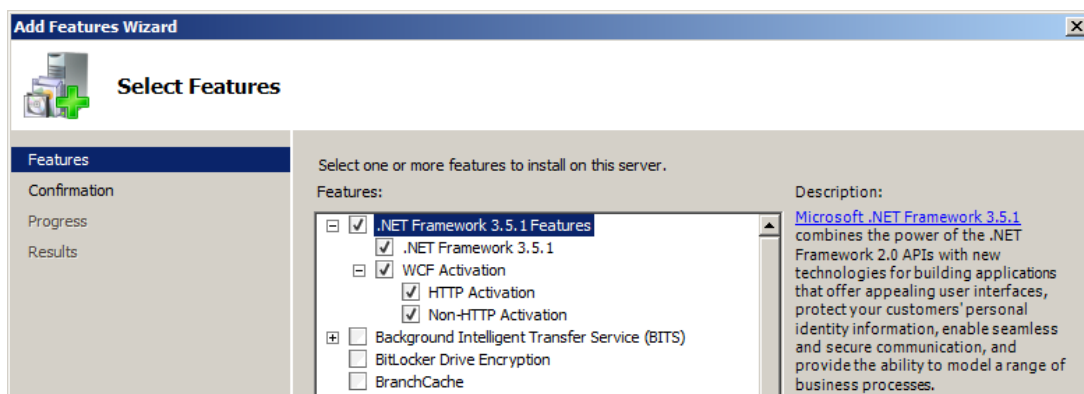 Add Features Wizard
Select Features
Features
Confirmation
Progress
Results
Select one or more features to install on this server.
Features:
.NET Framework 3.5.1 Features
.NET Framework 3.5.1
WCF Activation
HTTP Activation
Non-HTTP Activation
Background Intelligent Transfer Service (BITS)
BitLocker Drive Encryption
BranchCache
Description:
Microsoft .NET Framework 3.5.1
combines the power of the .NET
Framework 2.0 APIs with new
technologies for building applications
that offer appealing user interfaces,
protect your customers' personal
identity information, enable seamless
and secure communication, and
provide the ability to model a range of
business processes.